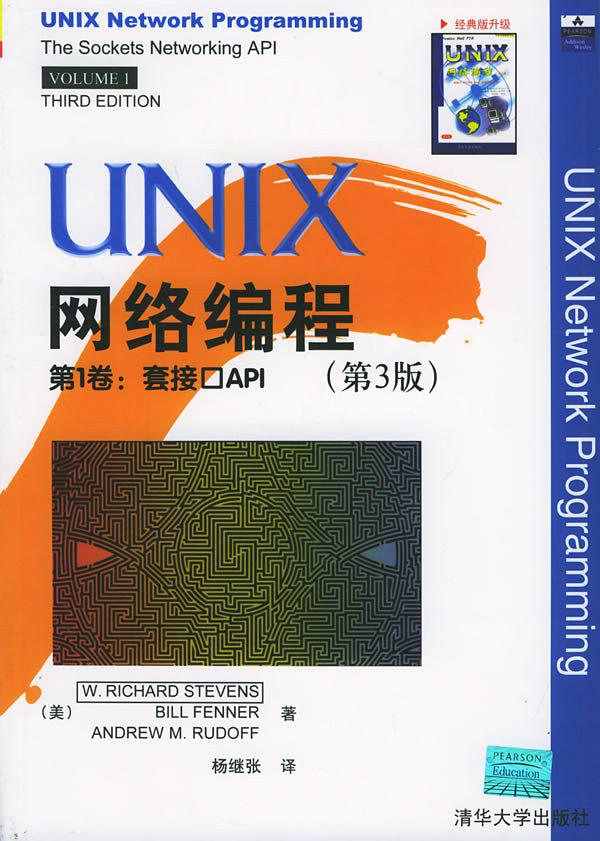 UNIX Network Programming
The Sockets Networking API
VOLUME 1
THIRD EDITION
▶ 经典版升级
Prentice Hall PTR
UNIX
网络编程
PEARSON
Addison
Wesley
UNIX
网络编程
第1卷：套接口API （第3版）
W. RICHARD STEVENS
（美） BILL FENNER 著
ANDREW M. RUDOFF
杨继张 译
PEARSON
Education
清华大学出版社
UNIX Network Programming